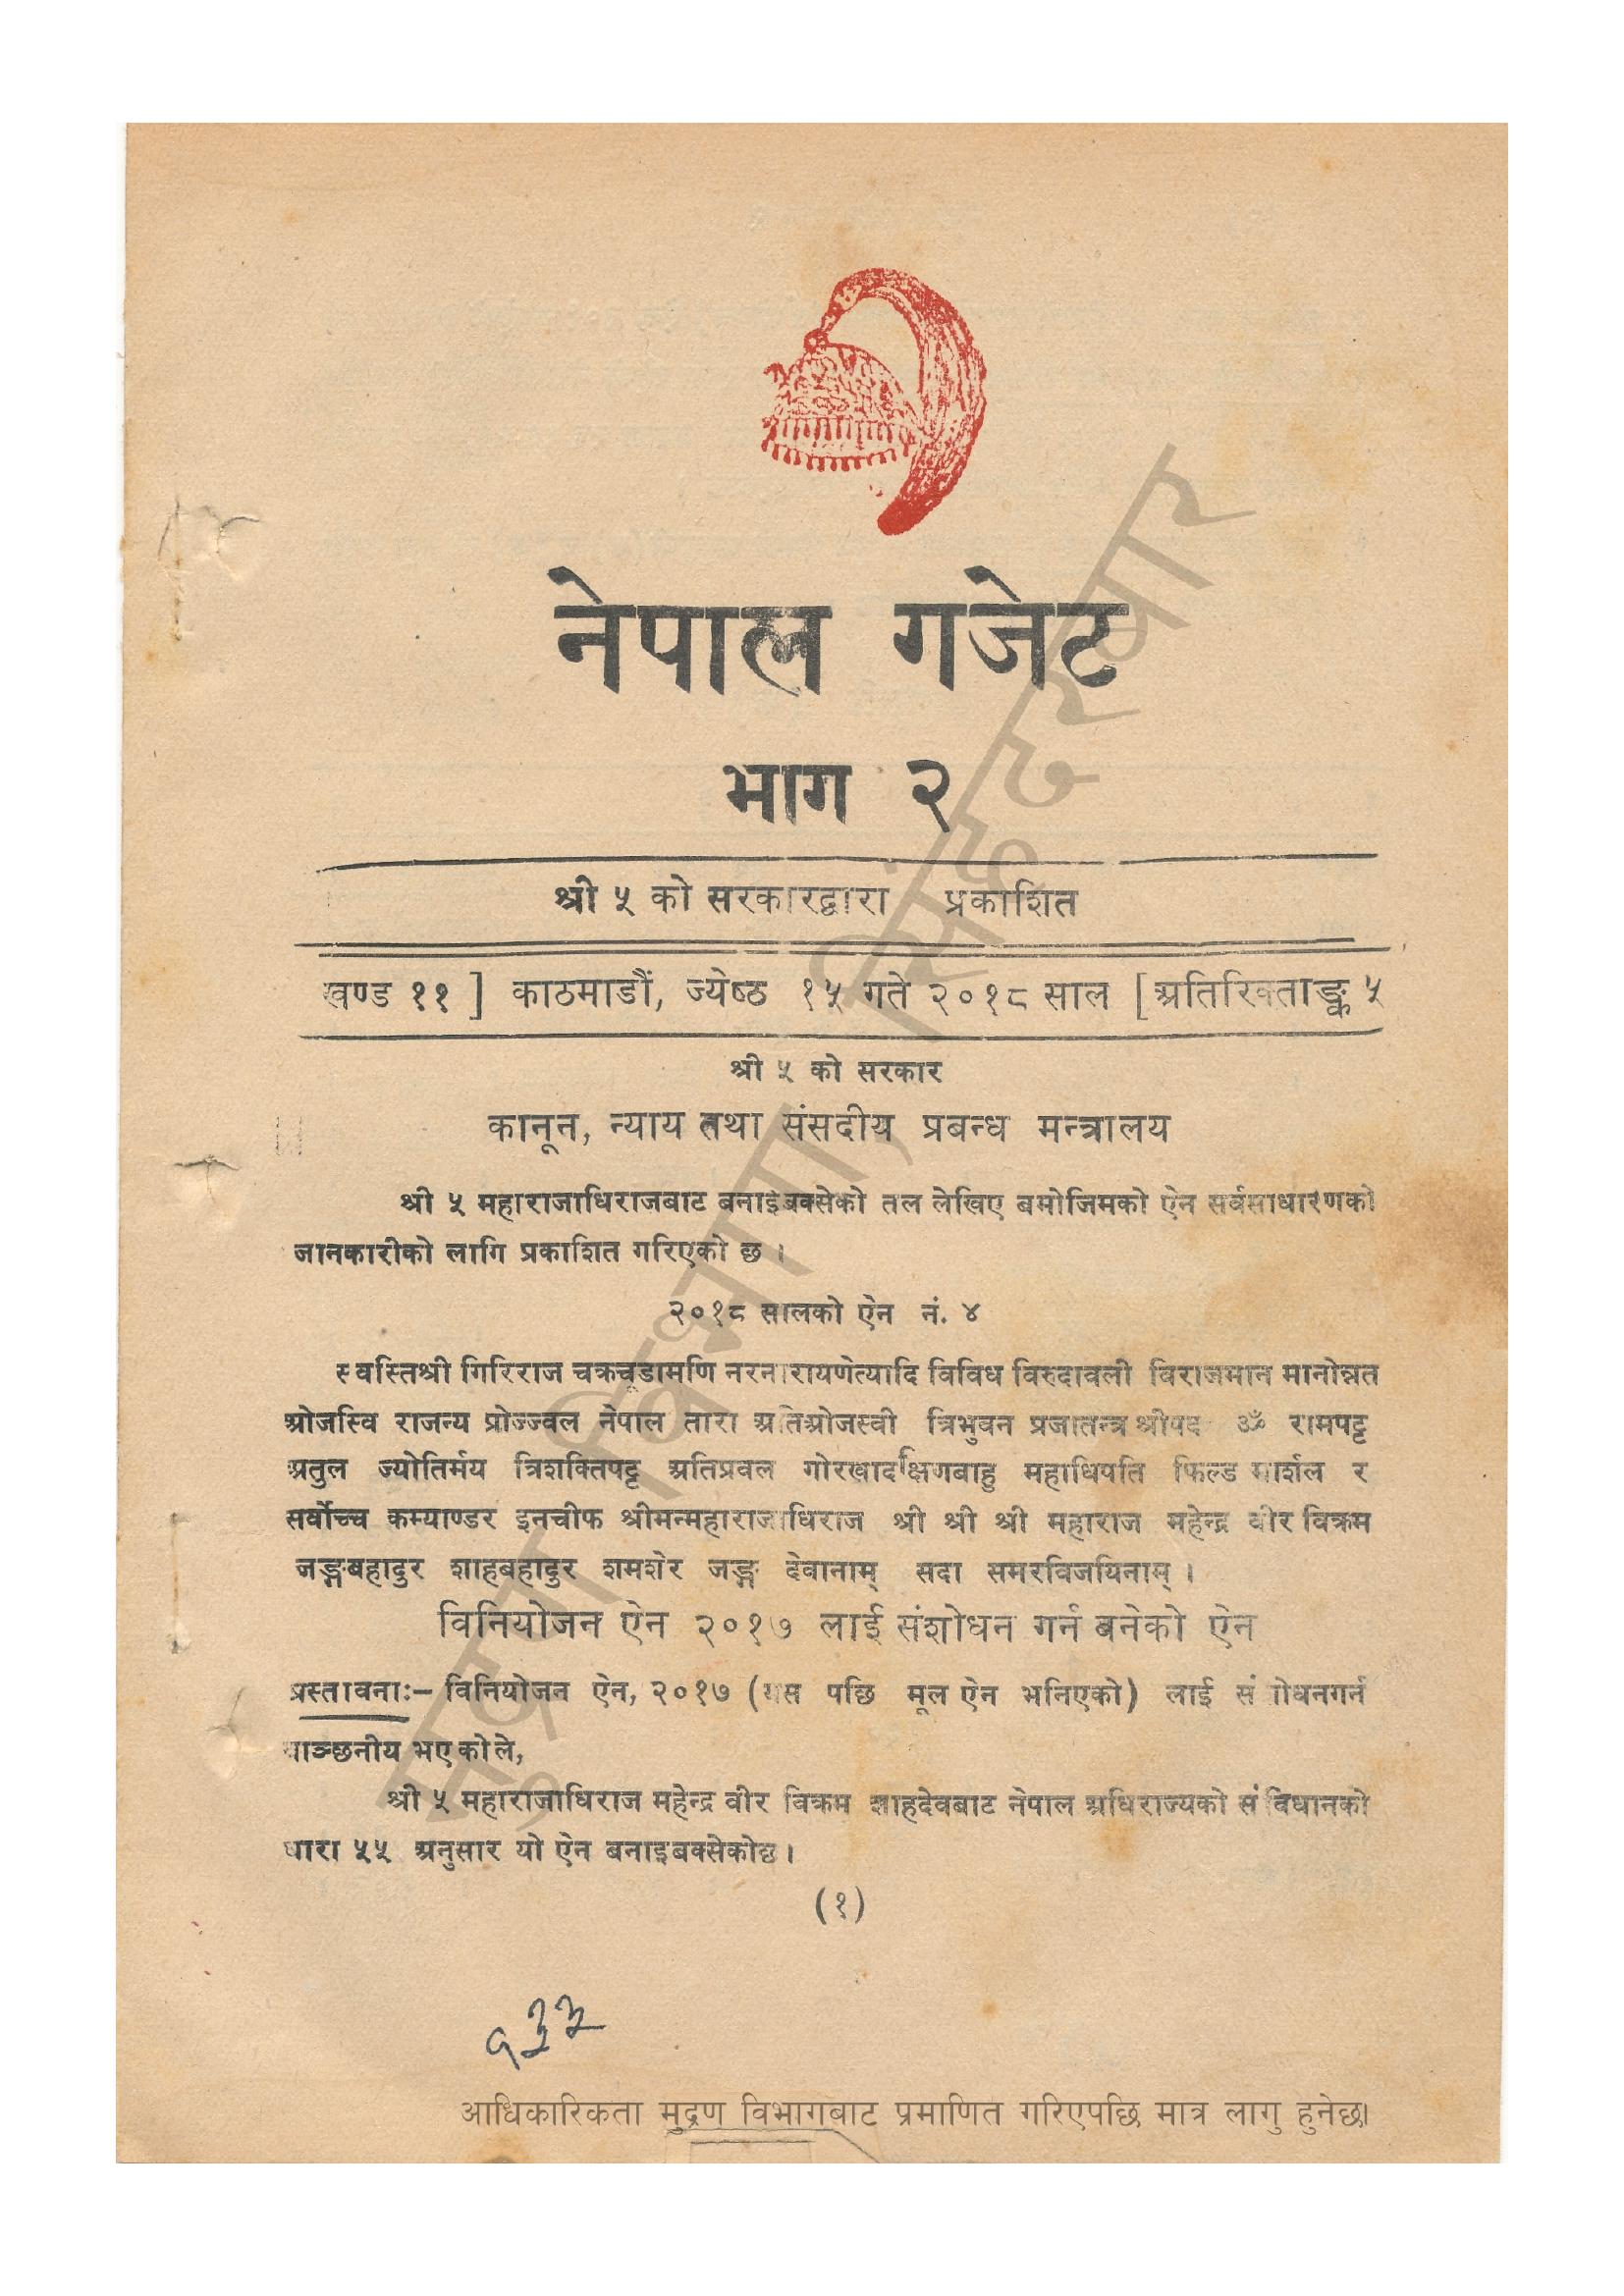 नेपाल गजेट
भाग २
श्री ५ को सरकारद्वारा प्रकाशित
खण्ड ११ ] काठमाडौं, ज्येष्ठ १५ गते २०१८ साल [ अतिरिक्ताङ्क ५
श्री ५ को सरकार
कानून, न्याय तथा संसदीय प्रबन्ध मन्त्रालय
श्री ५ महाराजाधिराजबाट बनाइबक्सेको तल लेखिए बमोजिमको ऐन सर्वसाधारणको
जानकारीको लागि प्रकाशित गरिएको छ ।
२०१८ सालको ऐन नं. ४
स्वस्तिश्री गिरिराज चक्रचूडामणि नरनारायणेत्यादि विविध विरुदावली विराजमान मानोन्नत
ओजस्वि राजन्य प्रोज्ज्वल नेपाल तारा अतिओजस्वी त्रिभुवन प्रजातन्त्र श्रीपद ॐ रामपट्ट
अतुल ज्योतिर्मय त्रिशक्तिपट्ट अतिप्रवल गोरखादक्षिणबाहु महाधिपति फिल्ड मार्शल र
सर्वोच्च कम्याण्डर इनचीफ श्रीमन्महाराजाधिराज श्री श्री श्री महाराज महेन्द्र वीर विक्रम
जङ्गबहादुर शाहबहादुर शमशेर जङ्ग देवानाम् सदा समरविजयिनाम् ।
विनियोजन ऐन २०१७ लाई संशोधन गर्न बनेको ऐन
प्रस्तावनाः– विनियोजन ऐन, २०१७ (यस पछि मूल ऐन भनिएको) लाई संशोधनगर्न
वाञ्छनीय भएकोले,
श्री ५ महाराजाधिराज महेन्द्र वीर विक्रम शाहदेवबाट नेपाल अधिराज्यको संविधानको
धारा ५५ अनुसार यो ऐन बनाइबक्सेकोछ ।
(१)
१३३
आधिकारिकता मुद्रण विभागबाट प्रमाणित गरिएपछि मात्र लागु हुनेछ।
मुद्रण विभाग, सिंहदरबार